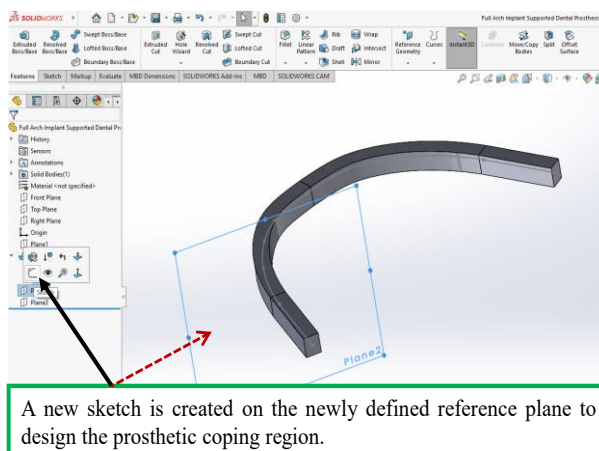 SOLIDWORKS
Full Arch Implant Supported Dental Prosthesis
Extruded Boss/Base
Revolved Boss/Base
Swept Boss/Base
Lofted Boss/Base
Boundary Boss/Base
Extruded Cut
Hole Wizard
Revolved Cut
Swept Cut
Lofted Cut
Boundary Cut
Fillet
Linear Pattern
Rib
Draft
Shell
Wrap
Intersect
Mirror
Reference Geometry
Curves
Instant3D
Combine
Move/Copy Bodies
Split
Offset Surface
Features Sketch Markup Evaluate MBD Dimensions SOLIDWORKS Add-Ins MBD SOLIDWORKS CAM
Full Arch Implant Supported Dental Pr
History
Sensors
Annotations
Solid Bodies(1)
Material <not specified>
Front Plane
Top Plane
Right Plane
Origin
Plane1
Plane2
A new sketch is created on the newly defined reference plane to
design the prosthetic coping region.